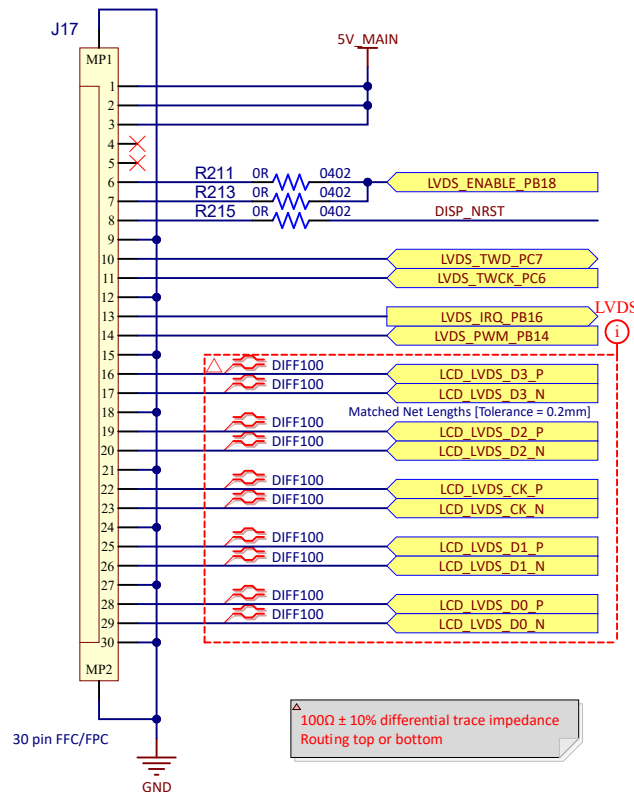 J17
5V_MAIN
MP1
1
2
3
4
5
6 R211 0R 0402 LVDS_ENABLE_PB18
7 R213 0R 0402
8 R215 0R 0402 DISP_NRST
9
10 LVDS_TWD_PC7
11 LVDS_TWCK_PC6
12
13 LVDS_IRQ_PB16
LVDS
i
14 LVDS_PWM_PB14
15
16 DIFF100 LCD_LVDS_D3_P
17 DIFF100 LCD_LVDS_D3_N
18 Matched Net Lengths [Tolerance = 0.2mm]
19 DIFF100 LCD_LVDS_D2_P
20 DIFF100 LCD_LVDS_D2_N
21
22 DIFF100 LCD_LVDS_CK_P
23 DIFF100 LCD_LVDS_CK_N
24
25 DIFF100 LCD_LVDS_D1_P
26 DIFF100 LCD_LVDS_D1_N
27
28 DIFF100 LCD_LVDS_D0_P
29 DIFF100 LCD_LVDS_D0_N
30
MP2
30 pin FFC/FPC
GND
100Ω ± 10% differential trace impedance
Routing top or bottom